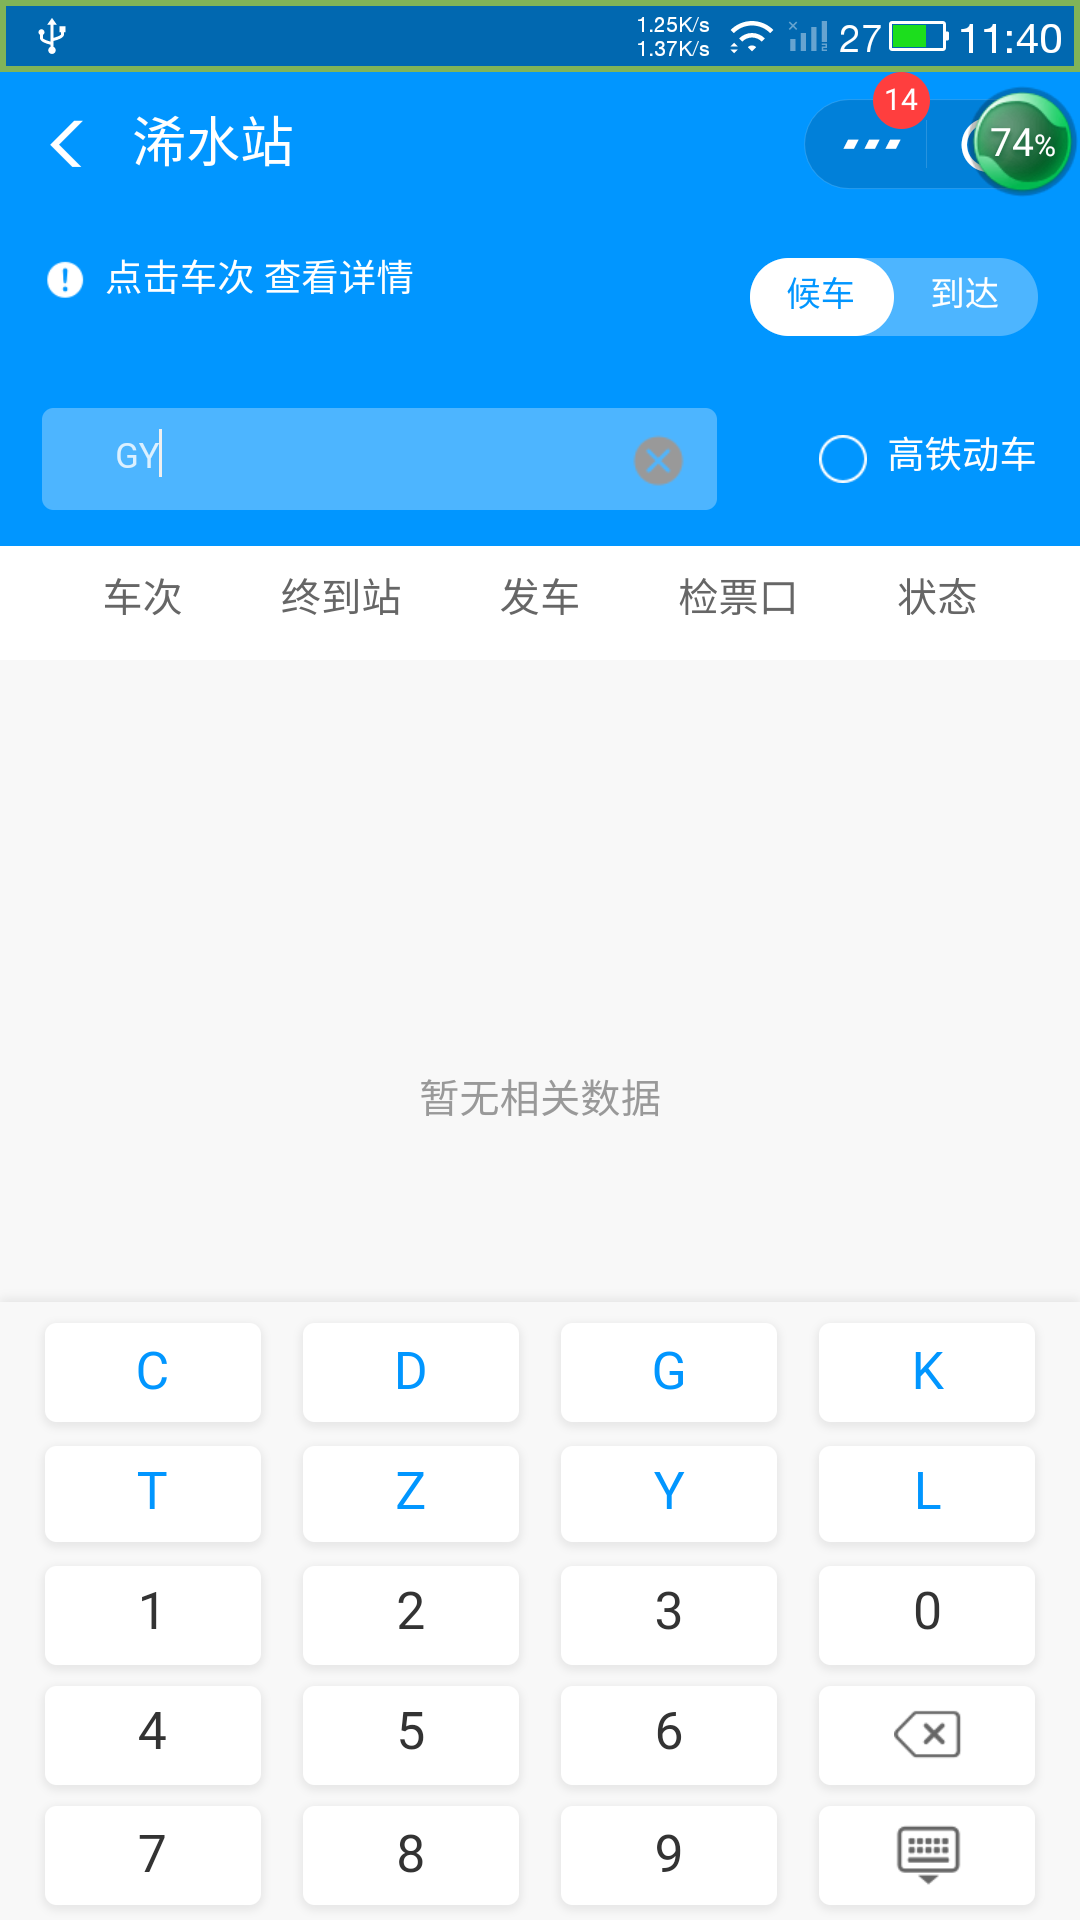 1.25K/s
1.37K/s
27
11:40
浠水站
14
74%
点击车次 查看详情
候车
到达
GY
高铁动车
车次 终到站 发车 检票口 状态
暂无相关数据
C D G K
T Z Y L
1 2 3 0
4 5 6
7 8 9